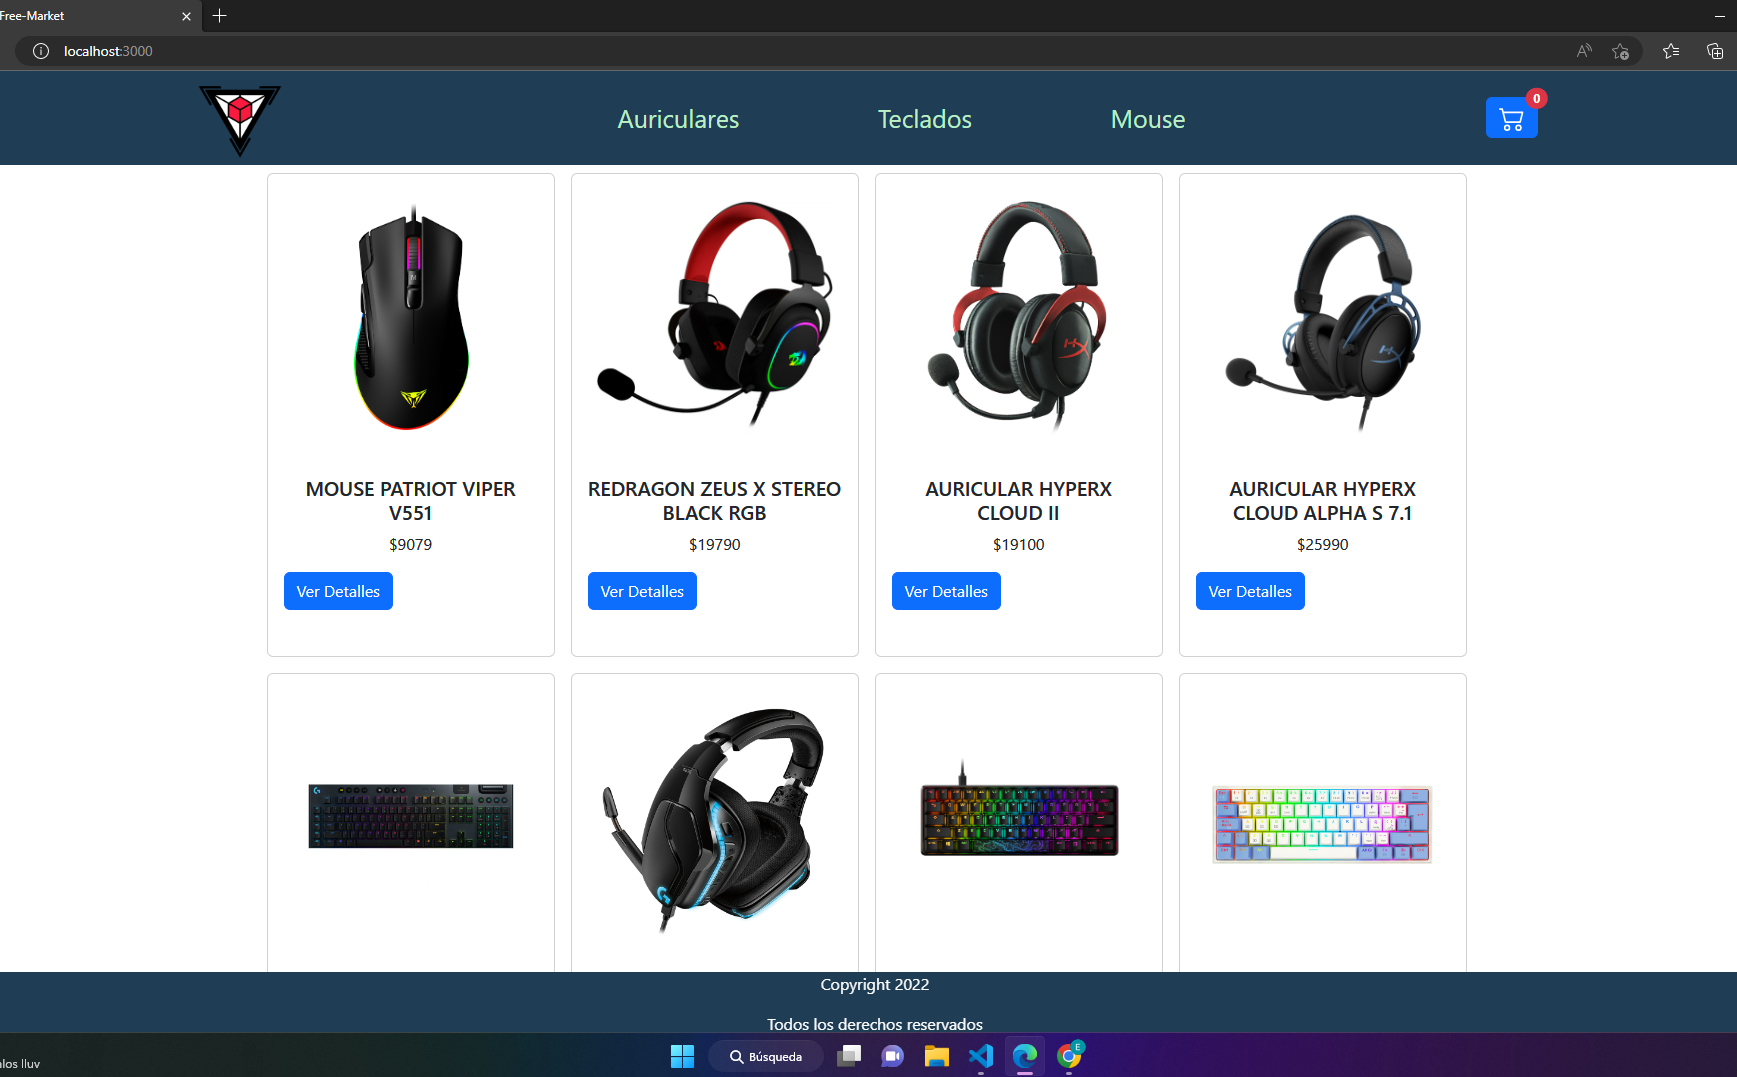 Free-Market
localhost:3000
Auriculares
Teclados
Mouse
0
MOUSE PATRIOT VIPER
V551
$9079
Ver Detalles
REDRAGON ZEUS X STEREO
BLACK RGB
$19790
Ver Detalles
AURICULAR HYPERX
CLOUD II
$19100
Ver Detalles
AURICULAR HYPERX
CLOUD ALPHA S 7.1
$25990
Ver Detalles
Copyright 2022
Todos los derechos reservados
Búsqueda
E
lluv